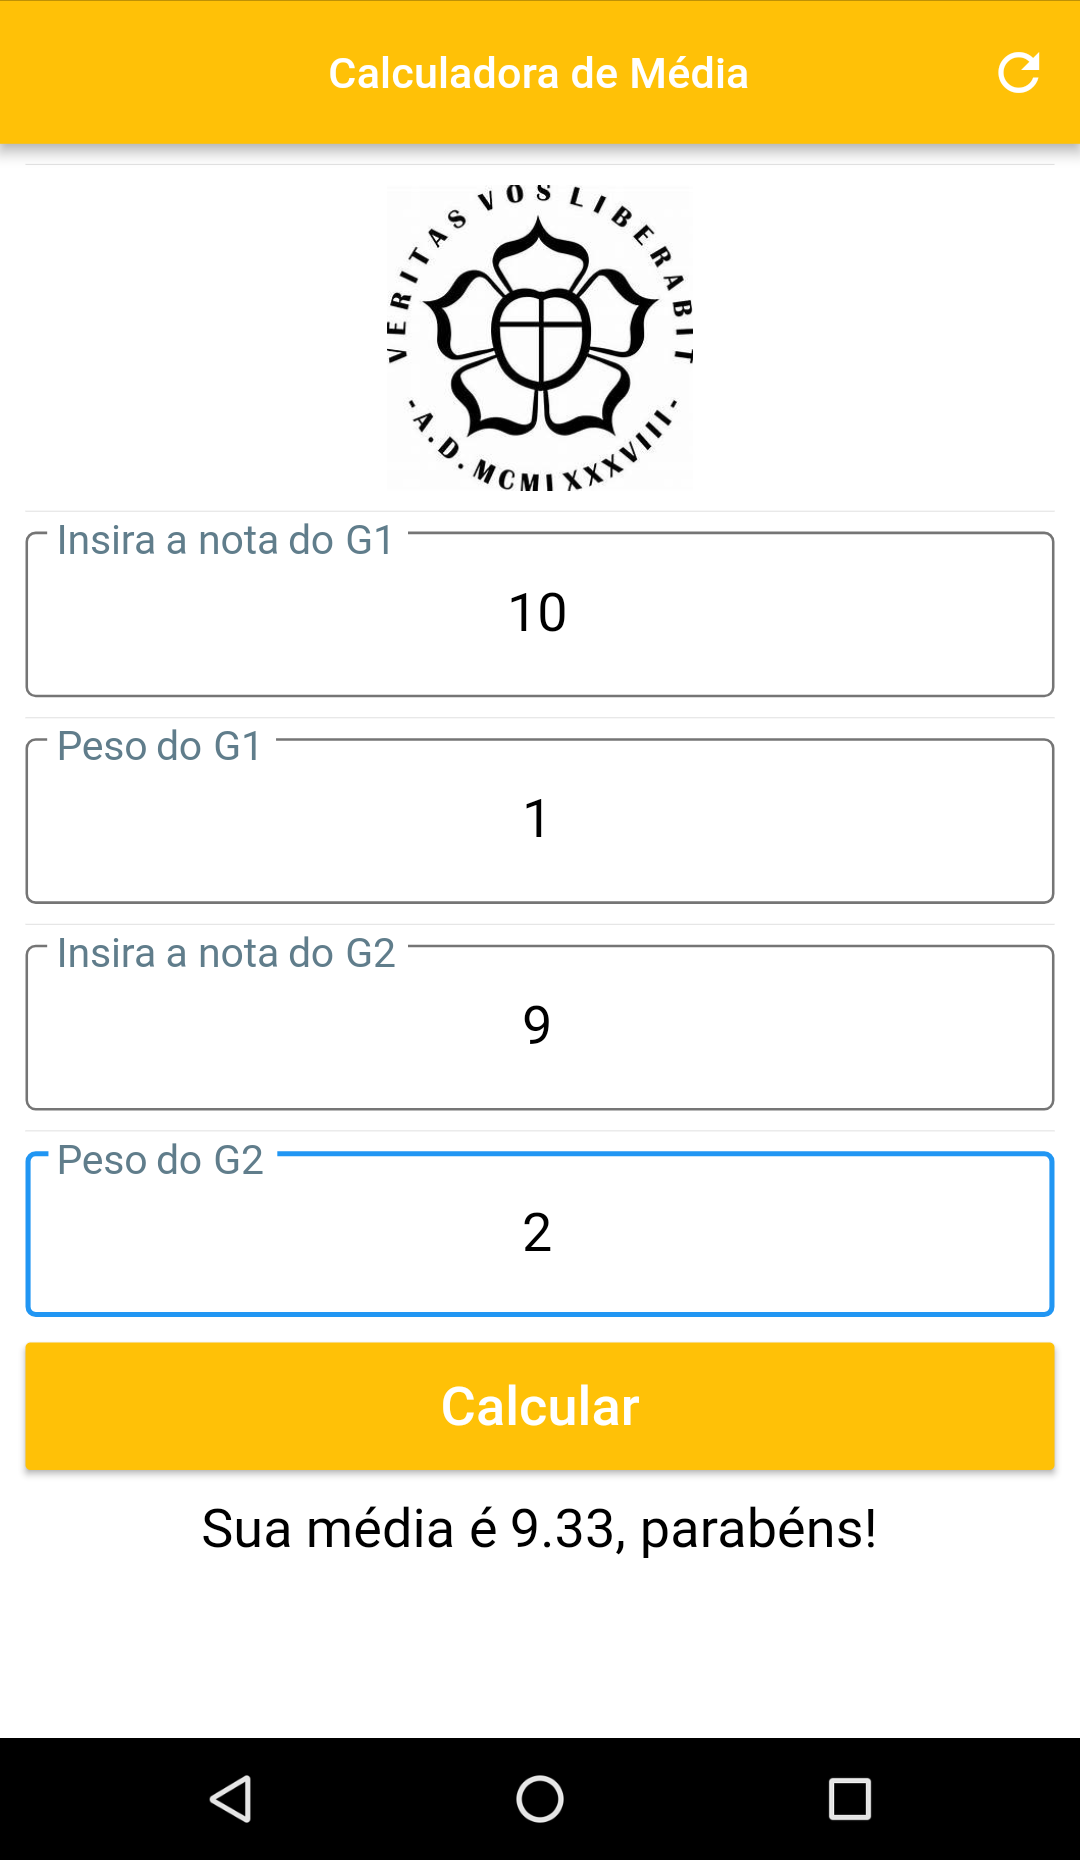 Calculadora de Média
VERITAS VOS LIBERABIT
-A.D. MCMLXXXVIII-
Insira a nota do G1
10
Peso do G1
1
Insira a nota do G2
9
Peso do G2
2
Calcular
Sua média é 9.33, parabéns!